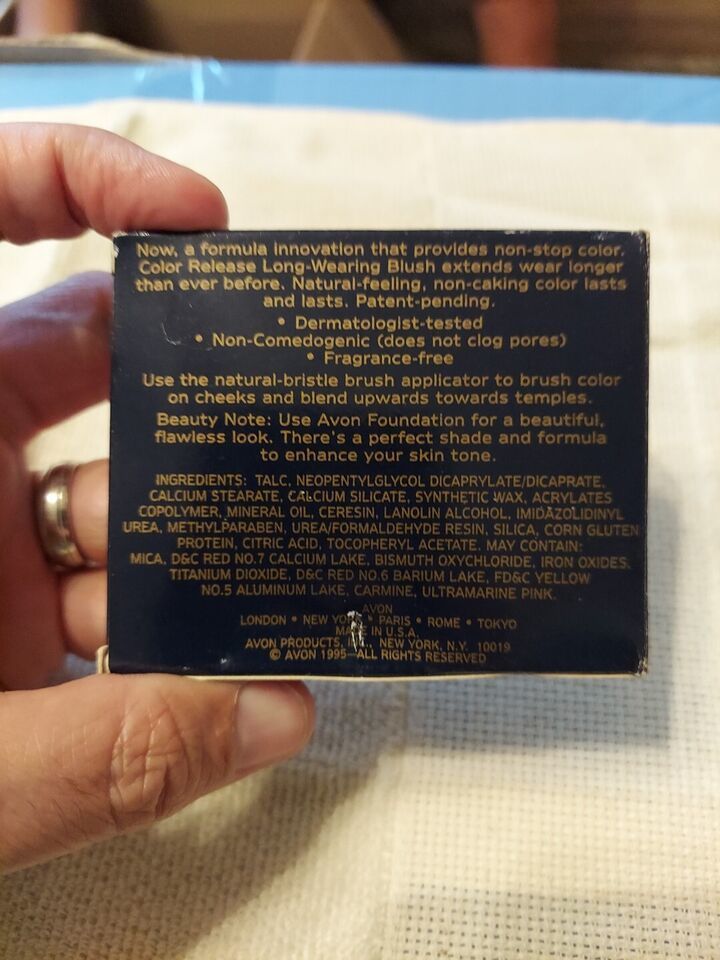 Now, a formula innovation that provides non-stop color.
Color Release Long-Wearing Blush extends wear longer
than ever before. Natural-feeling, non-caking color lasts
and lasts. Patent-pending.
• Dermatologist-tested
• Non-Comedogenic (does not clog pores)
• Fragrance-free
Use the natural-bristle brush applicator to brush color
on cheeks and blend upwards towards temples.
Beauty Note: Use Avon Foundation for a beautiful,
flawless look. There's a perfect shade and formula
to enhance your skin tone.
INGREDIENTS: TALC, NEOPENTYLGLYCOL DICAPRYLATE/DICAPRATE,
CALCIUM STEARATE, CALCIUM SILICATE, SYNTHETIC WAX, ACRYLATES
COPOLYMER, MINERAL OIL, CERESIN, LANOLIN ALCOHOL, IMIDAZOLIDINYL
UREA, METHYLPARABEN, UREA/FORMALDEHYDE RESIN, SILICA, CORN GLUTEN
PROTEIN, CITRIC ACID, TOCOPHERYL ACETATE. MAY CONTAIN:
MICA, D&C RED NO.7 CALCIUM LAKE, BISMUTH OXYCHLORIDE, IRON OXIDES,
TITANIUM DIOXIDE, D&C RED NO.6 BARIUM LAKE, FD&C YELLOW
NO.5 ALUMINUM LAKE, CARMINE, ULTRAMARINE PINK.
AVON
LONDON • NEW YORK • PARIS • ROME • TOKYO
MADE IN U.S.A.
AVON PRODUCTS, NEW YORK, N.Y. 10019
© AVON 1995 ALL RIGHTS RESERVED